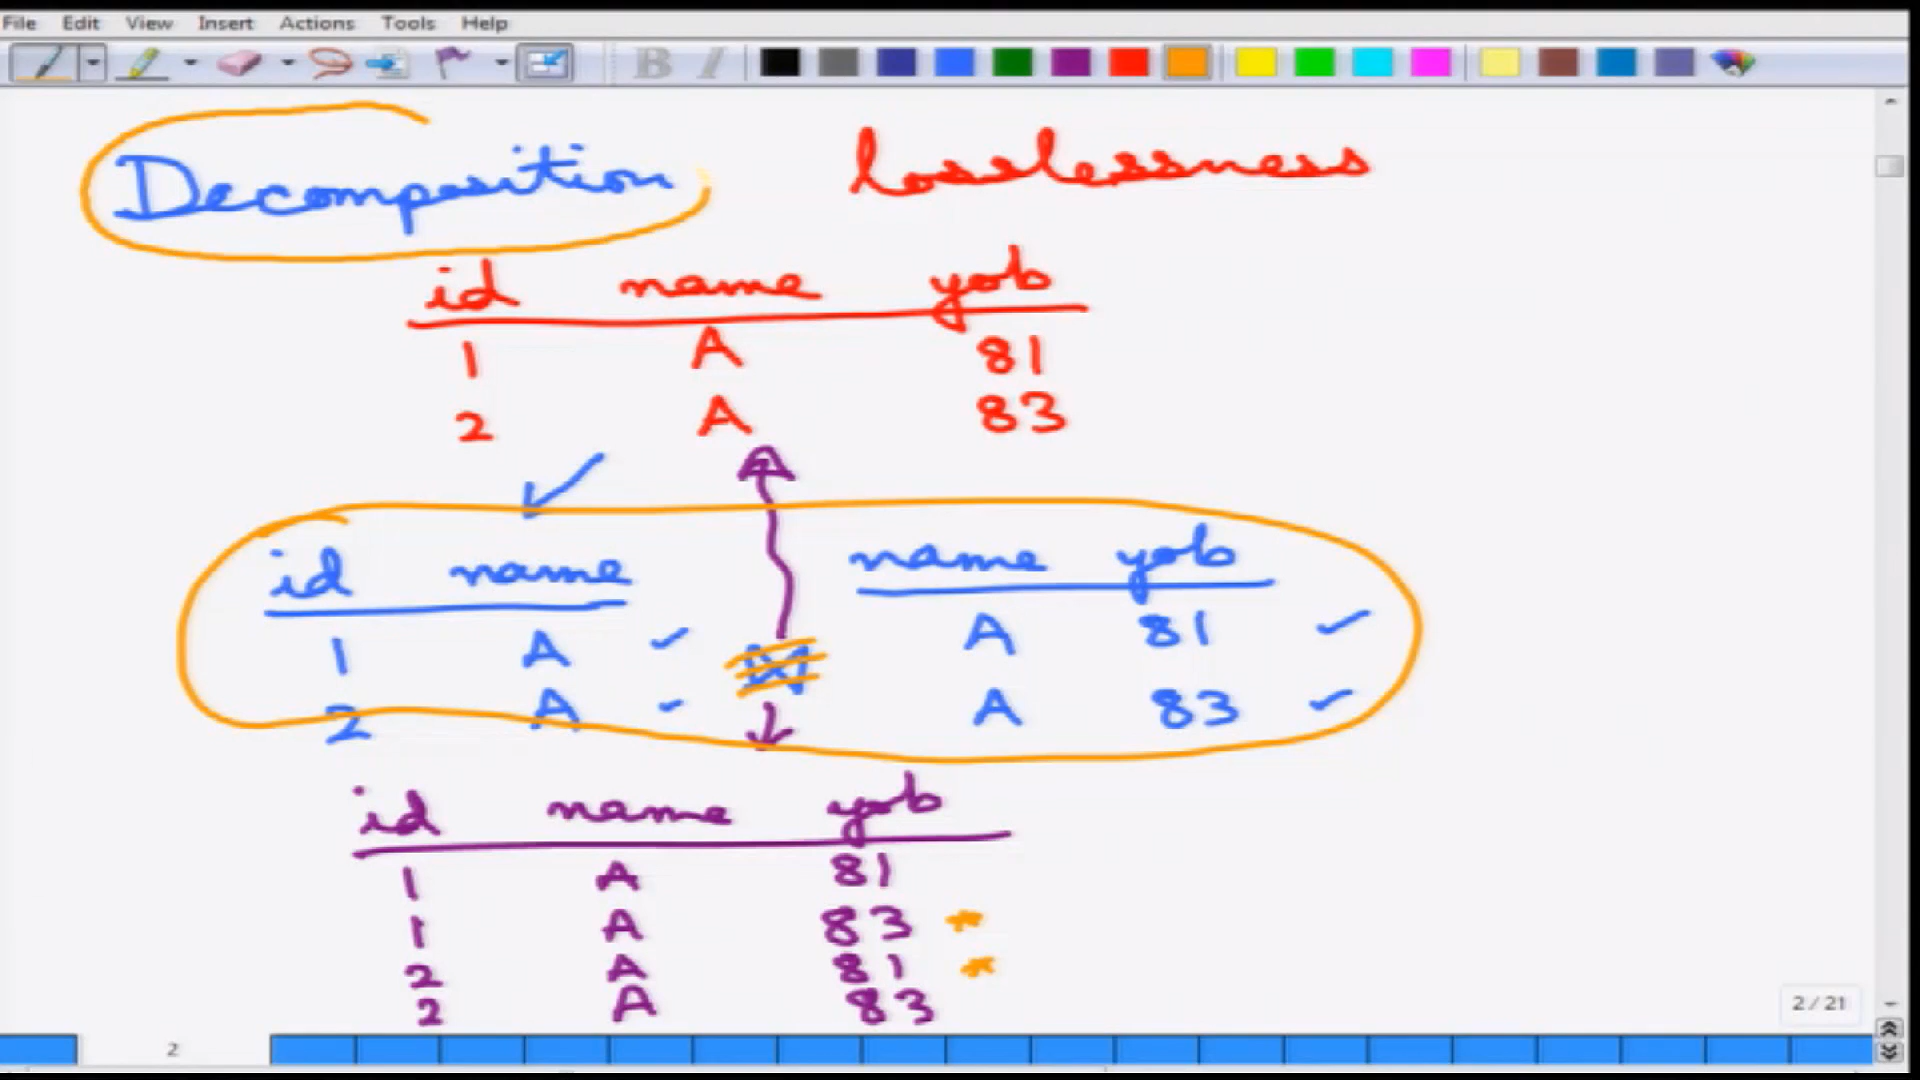 File Edit View Insert Actions Tools Help
B I
Decomposition losslessness
id name yob
1 A 81
2 A 83
id name name yob
1 A A 81
2 A A 83
id name yob
1 A 81
1 A 83 *
2 A 81 *
2 A 83
2 / 21
2